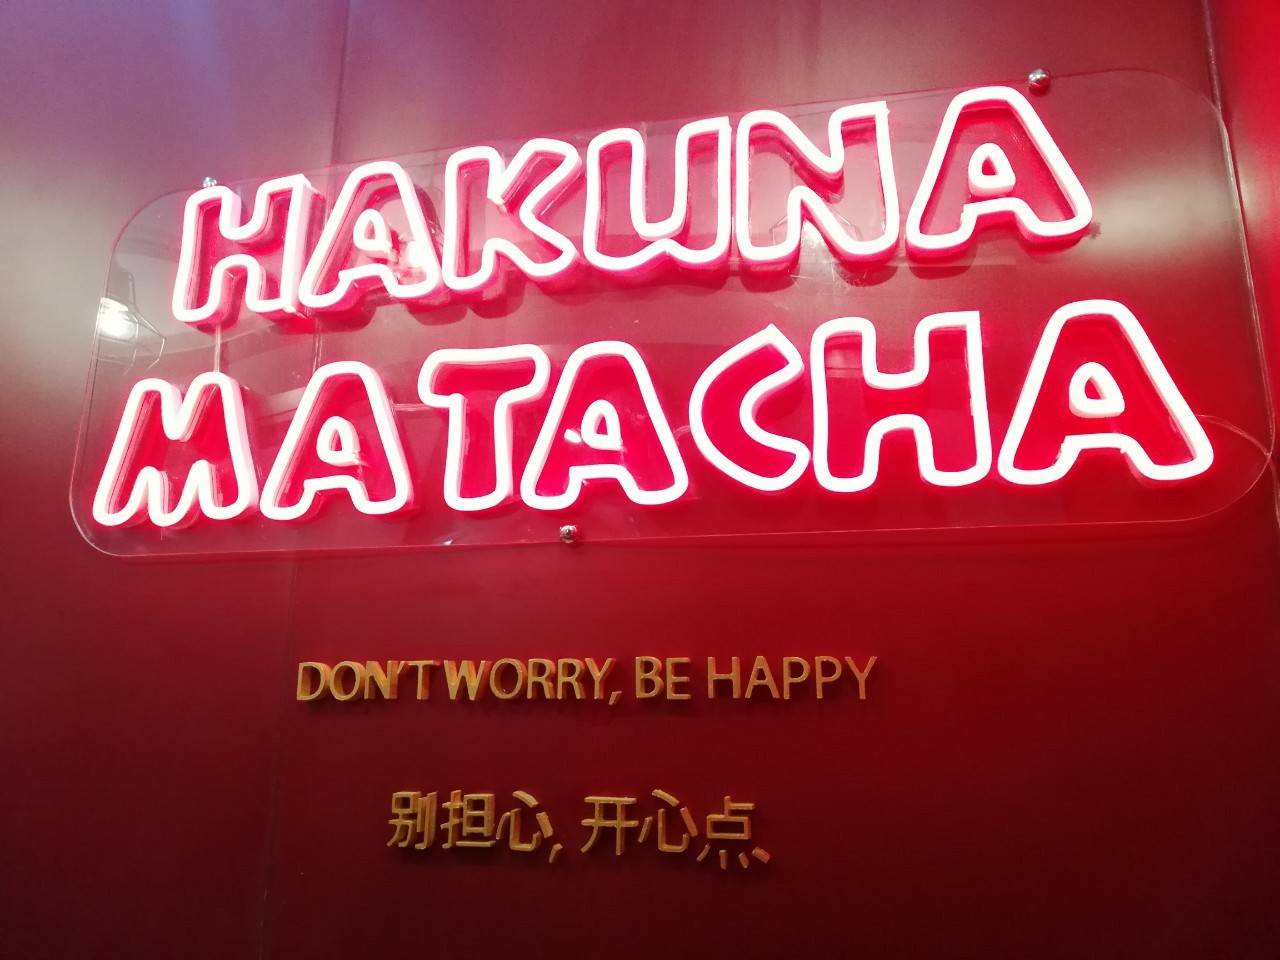 HAKUNA
MATACHA
DON'T WORRY, BE HAPPY
别担心, 开心点